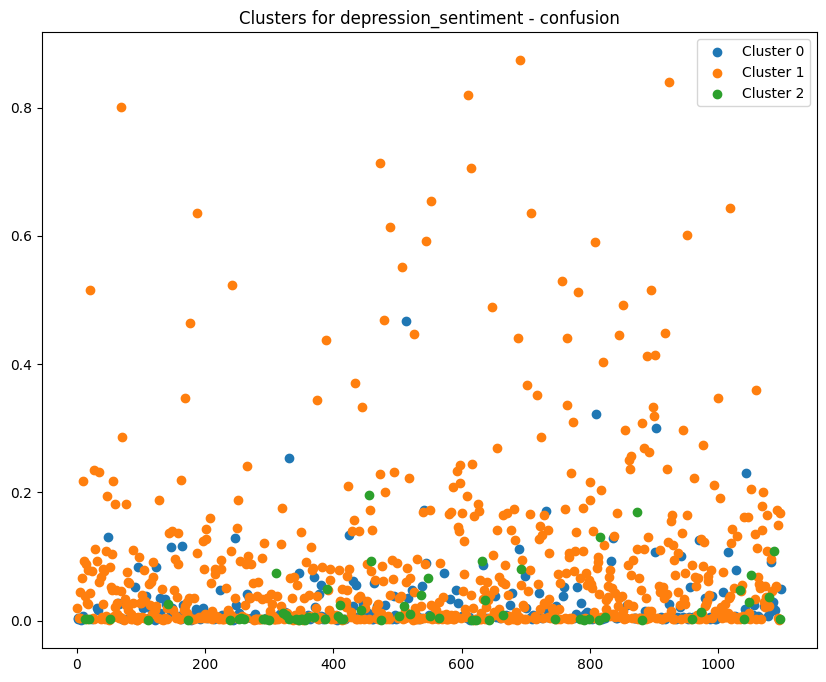 Clusters for depression_sentiment - confusion
Cluster 0
Cluster 1
Cluster 2
0.8
0.6
0.4
0.2
0.0
0 200 400 600 800 1000